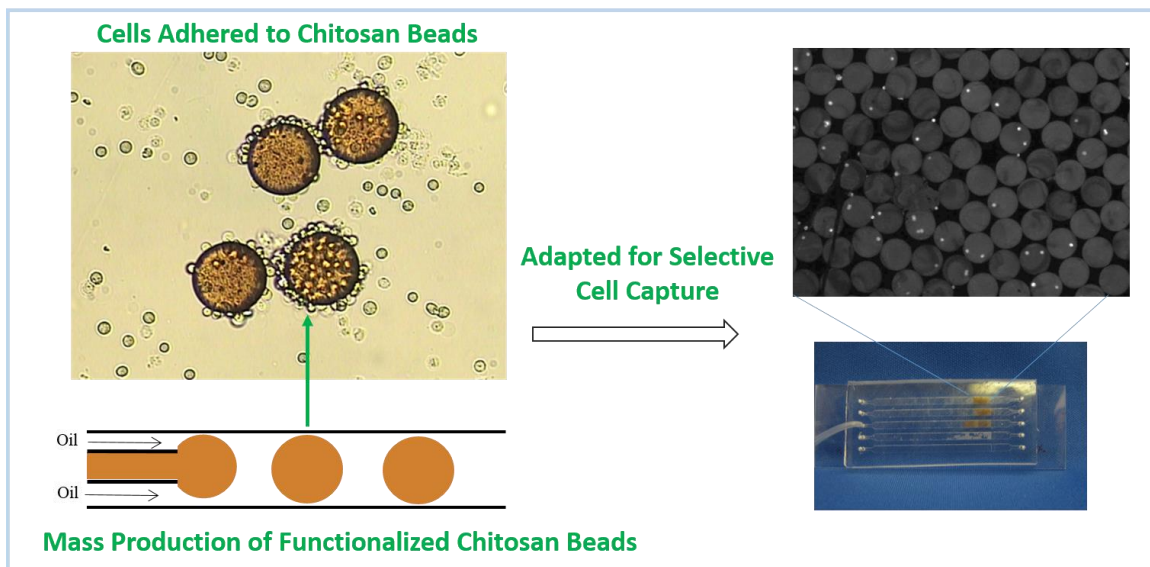 Cells Adhered to Chitosan Beads
Adapted for Selective
Cell Capture
Oil
Oil
Mass Production of Functionalized Chitosan Beads